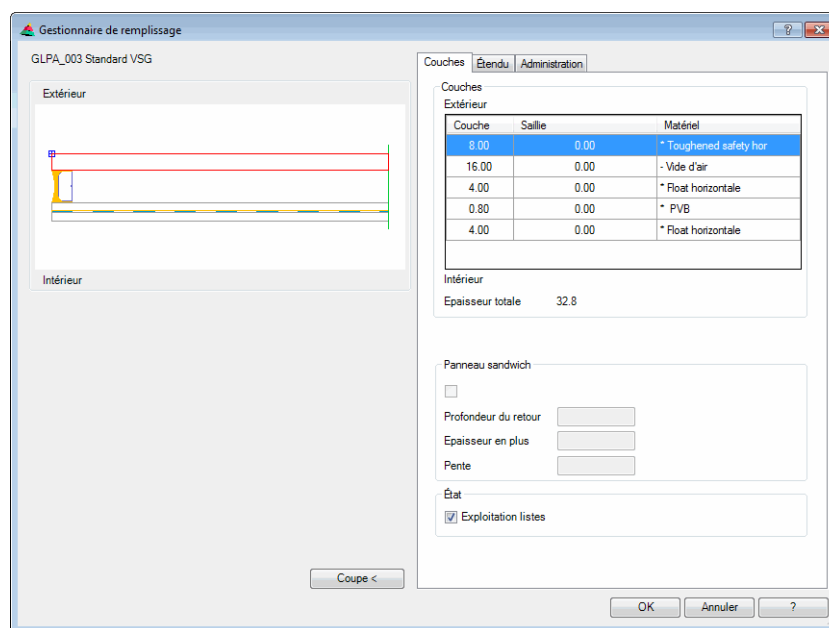 Gestionnaire de remplissage
?
GLPA_003 Standard VSG
Extérieur
Intérieur
Coupe <
Couches Étendu Administration
Couches
Extérieur
Couche Saillie Matériel
8.00 0.00 * Toughened safety hor
16.00 0.00 - Vide d'air
4.00 0.00 * Float horizontale
0.80 0.00 * PVB
4.00 0.00 * Float horizontale
Intérieur
Epaisseur totale 32.8
Panneau sandwich
Profondeur du retour
Epaisseur en plus
Pente
État
Exploitation listes
OK Annuler ?